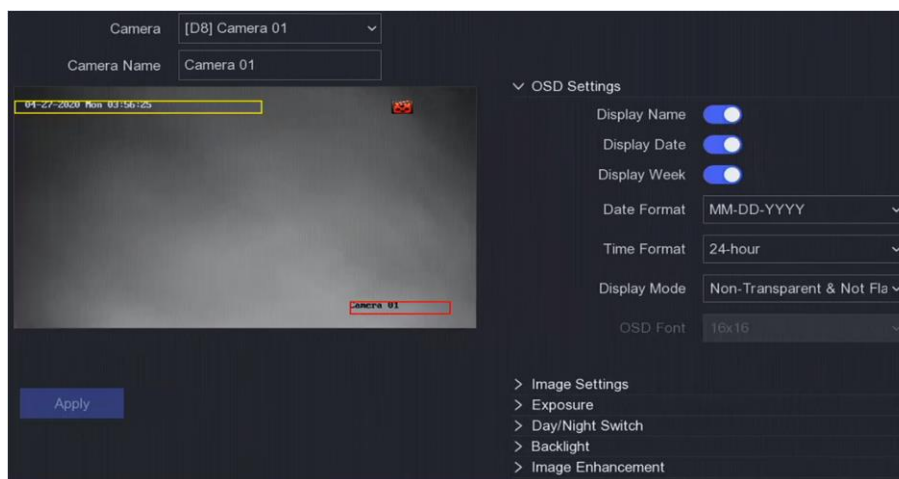 Camera [D8] Camera 01
Camera Name Camera 01
04-27-2020 Mon 03:56:25
Camera 01
Apply
OSD Settings
Display Name
Display Date
Display Week
Date Format MM-DD-YYYY
Time Format 24-hour
Display Mode Non-Transparent & Not Fla
OSD Font 16x16
Image Settings
Exposure
Day/Night Switch
Backlight
Image Enhancement